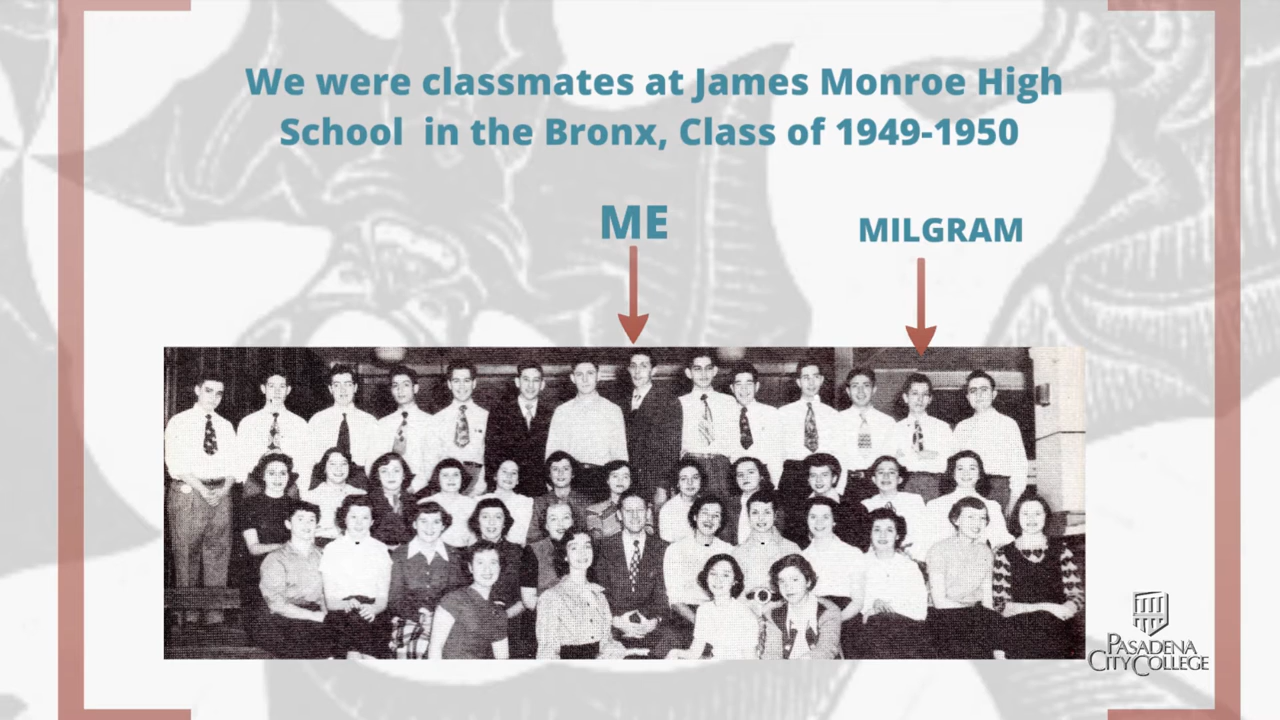 We were classmates at James Monroe High
School in the Bronx, Class of 1949-1950
ME
MILGRAM
PASADENA
CITY COLLEGE